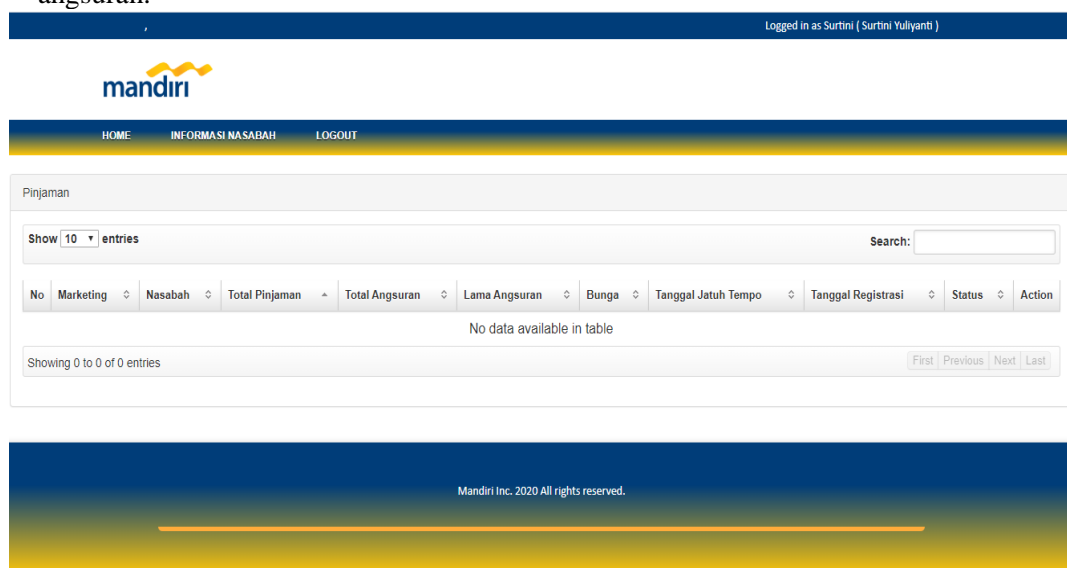 angsuran.
,
Logged in as Surtini ( Surtini Yuliyanti )
mandiri
HOME INFORMASI NASABAH LOGOUT
Pinjaman
Show 10 entries Search:
No Marketing Nasabah Total Pinjaman Total Angsuran Lama Angsuran Bunga Tanggal Jatuh Tempo Tanggal Registrasi Status Action
No data available in table
Showing 0 to 0 of 0 entries First Previous Next Last
Mandiri Inc. 2020 All rights reserved.